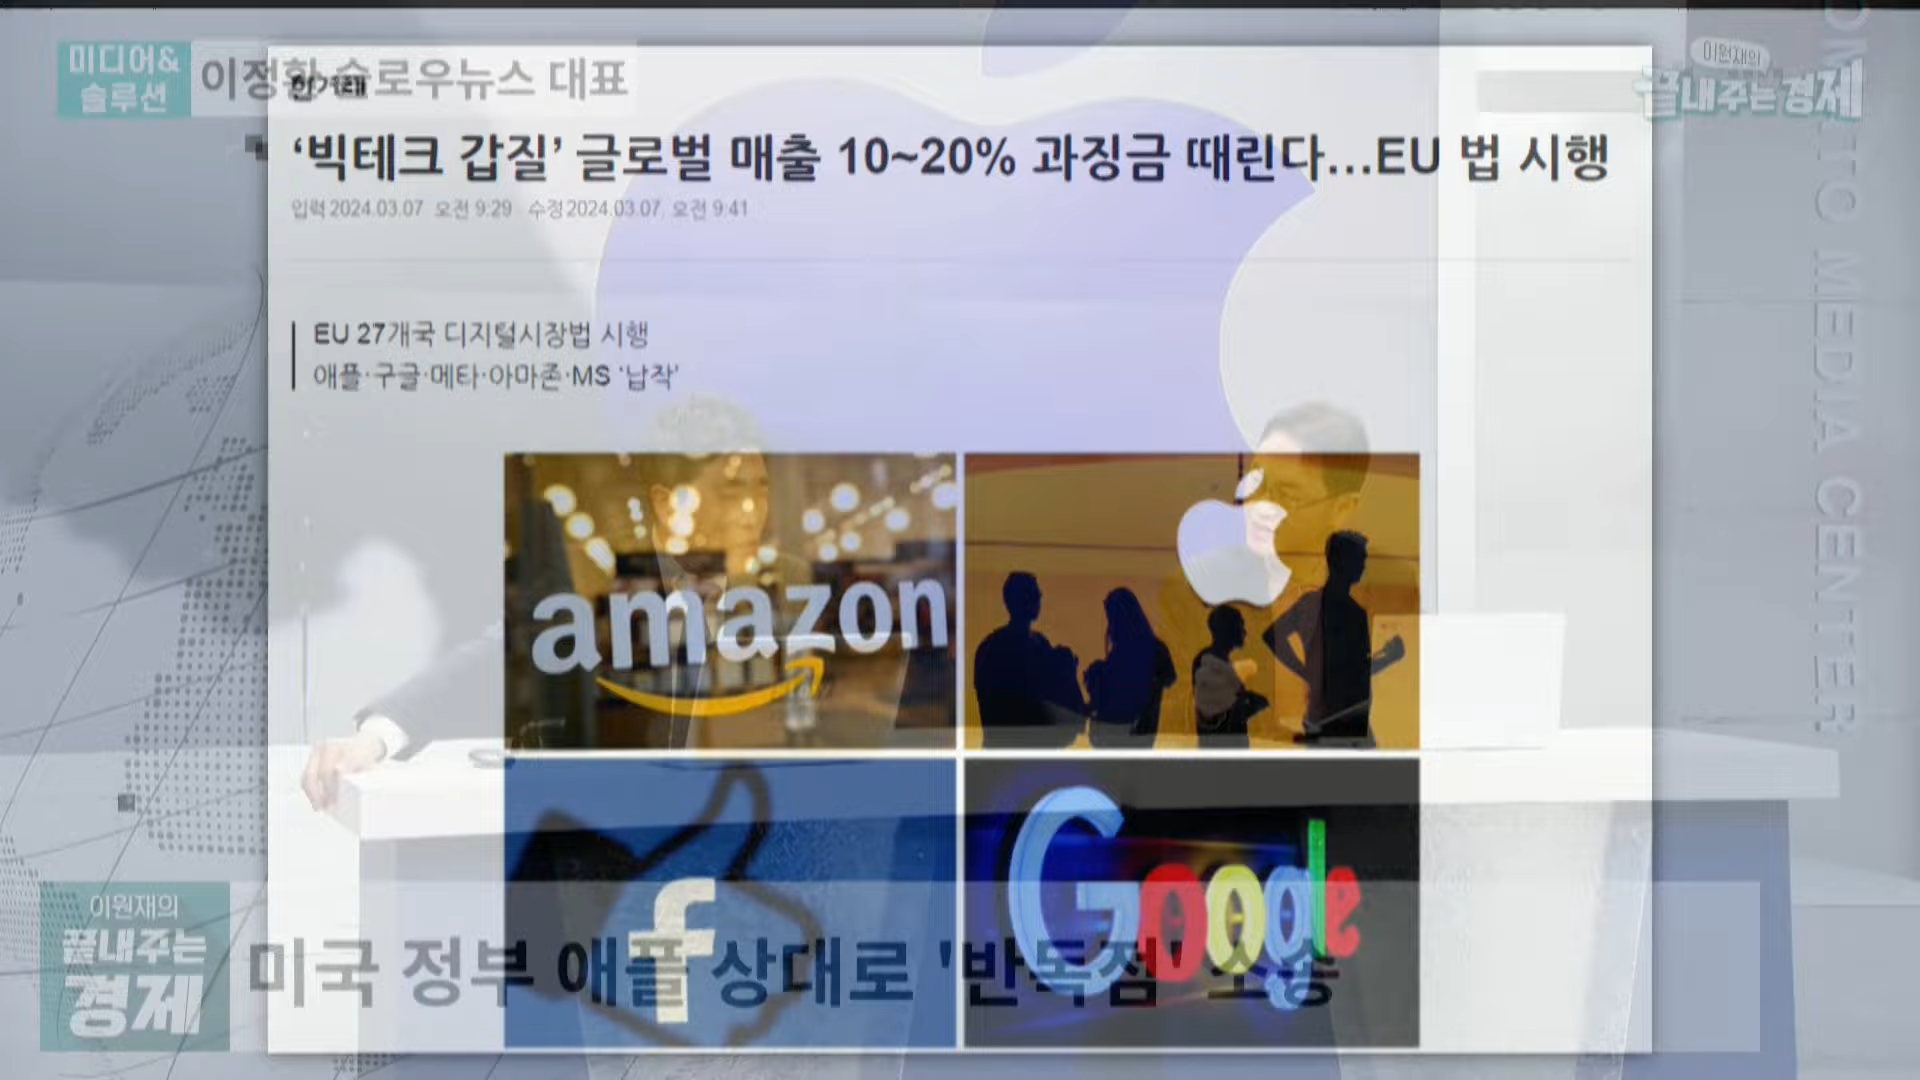 미디어&
솔루션
이정환 슬로우뉴스 대표
이원재의
끝내주는 경제
한겨레
‘빅테크 갑질’ 글로벌 매출 10~20% 과징금 때린다…EU 법 시행
입력 2024.03.07 오전 9:29 수정 2024.03.07. 오전 9:41
EU 27개국 디지털시장법 시행
애플·구글·메타·아마존·MS ‘납작’
amazon
f
Google
이원재의
끝내주는
경제
미국 정부 애플 상대로 '반독점' 소송
TO MEDIA CENTER